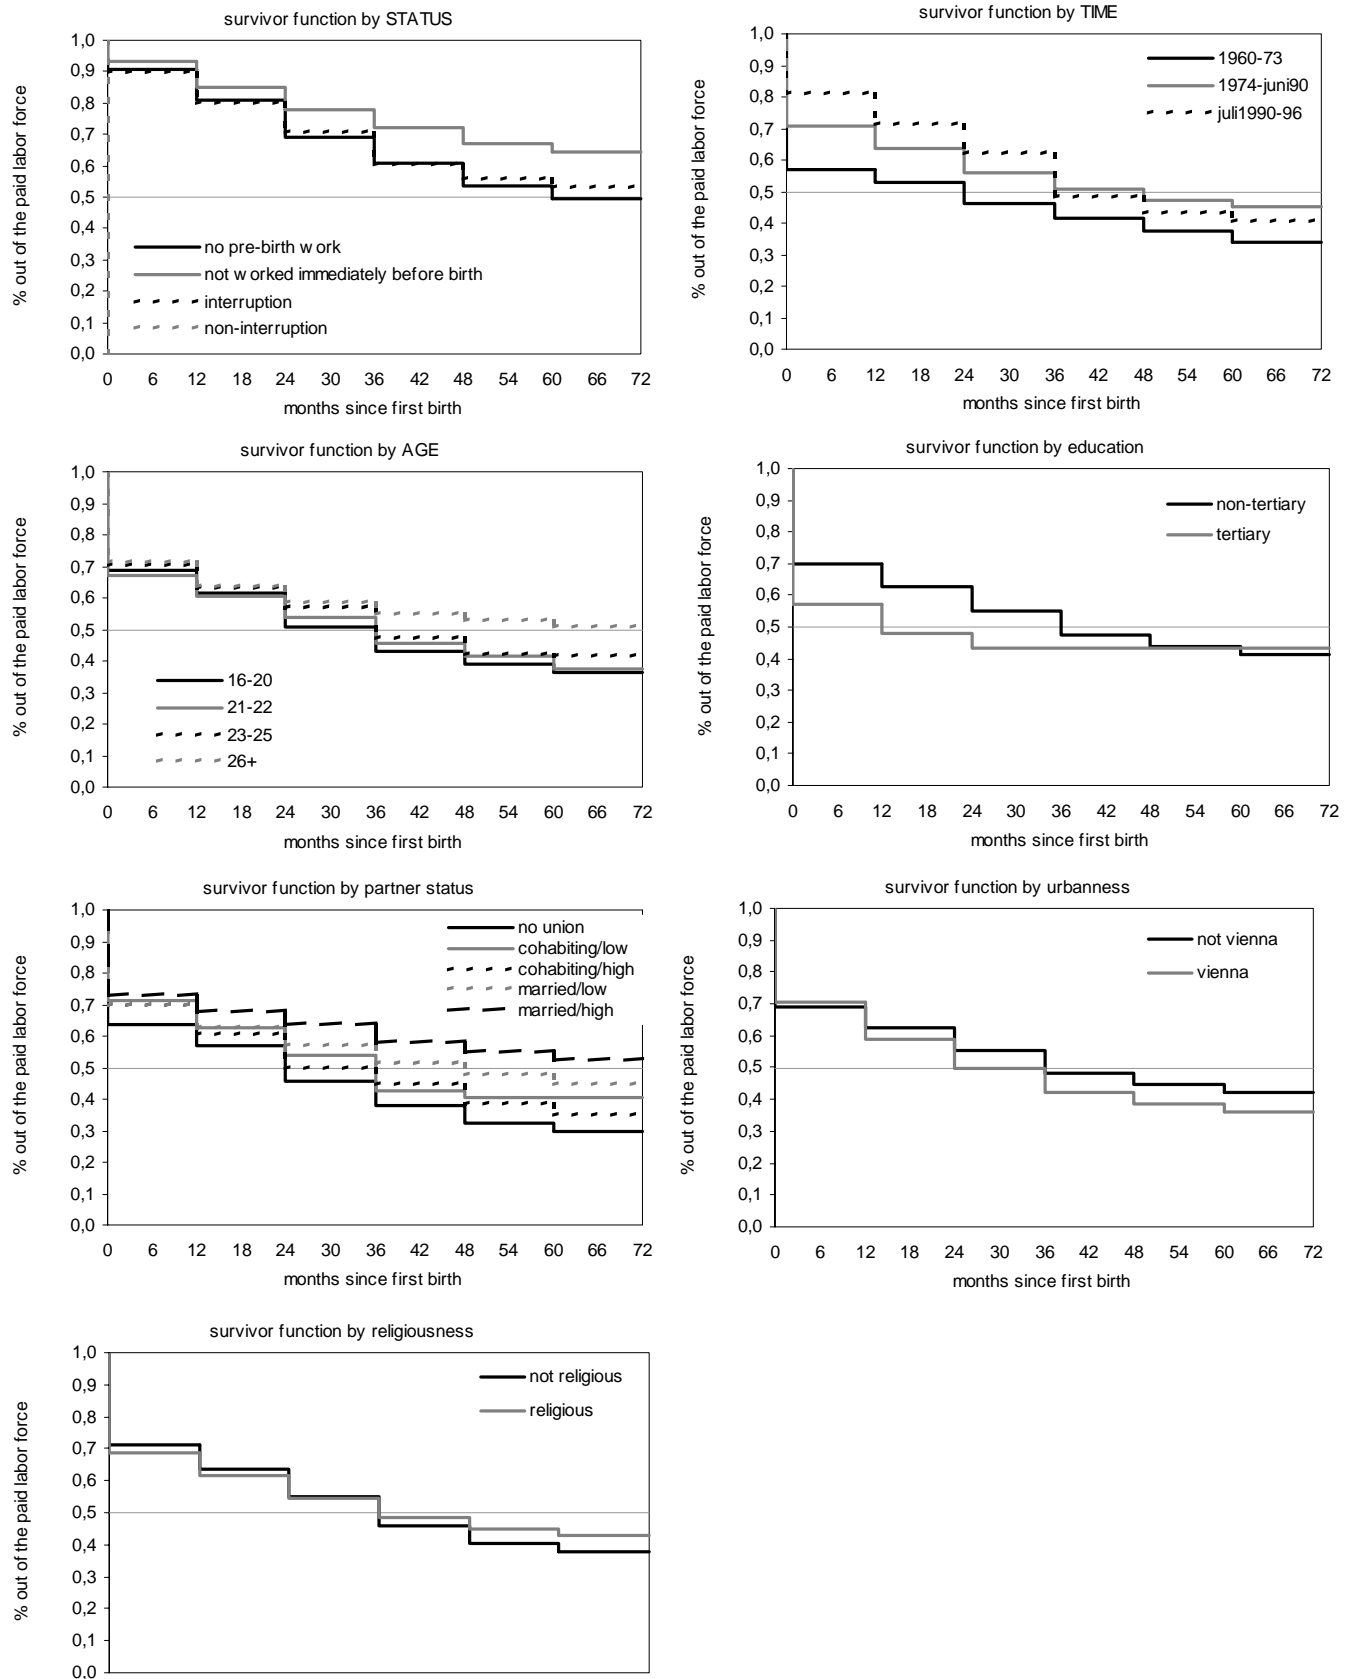 survivor function by STATUS
% out of the paid labor force
1,0
0,9
0,8
0,7
0,6
0,5
0,4
0,3
0,2
0,1
0,0
no pre-birth work
not worked immediately before birth
interruption
non-interruption
0 6 12 18 24 30 36 42 48 54 60 66 72
months since first birth
survivor function by TIME
% out of the paid labor force
1,0
0,9
0,8
0,7
0,6
0,5
0,4
0,3
0,2
0,1
0,0
1960-73
1974-juni90
juli1990-96
0 6 12 18 24 30 36 42 48 54 60 66 72
months since first birth
survivor function by AGE
% out of the paid labor force
1,0
0,9
0,8
0,7
0,6
0,5
0,4
0,3
0,2
0,1
0,0
16-20
21-22
23-25
26+
0 6 12 18 24 30 36 42 48 54 60 66 72
months since first birth
survivor function by education
% out of the paid labor force
1,0
0,9
0,8
0,7
0,6
0,5
0,4
0,3
0,2
0,1
0,0
non-tertiary
tertiary
0 6 12 18 24 30 36 42 48 54 60 66 72
months since first birth
survivor function by partner status
% out of the paid labor force
1,0
0,9
0,8
0,7
0,6
0,5
0,4
0,3
0,2
0,1
0,0
no union
cohabiting/low
cohabiting/high
married/low
married/high
0 6 12 18 24 30 36 42 48 54 60 66 72
months since first birth
survivor function by urbanness
% out of the paid labor force
1,0
0,9
0,8
0,7
0,6
0,5
0,4
0,3
0,2
0,1
0,0
not vienna
vienna
0 6 12 18 24 30 36 42 48 54 60 66 72
months since first birth
survivor function by religiousness
% out of the paid labor force
1,0
0,9
0,8
0,7
0,6
0,5
0,4
0,3
0,2
0,1
0,0
not religious
religious